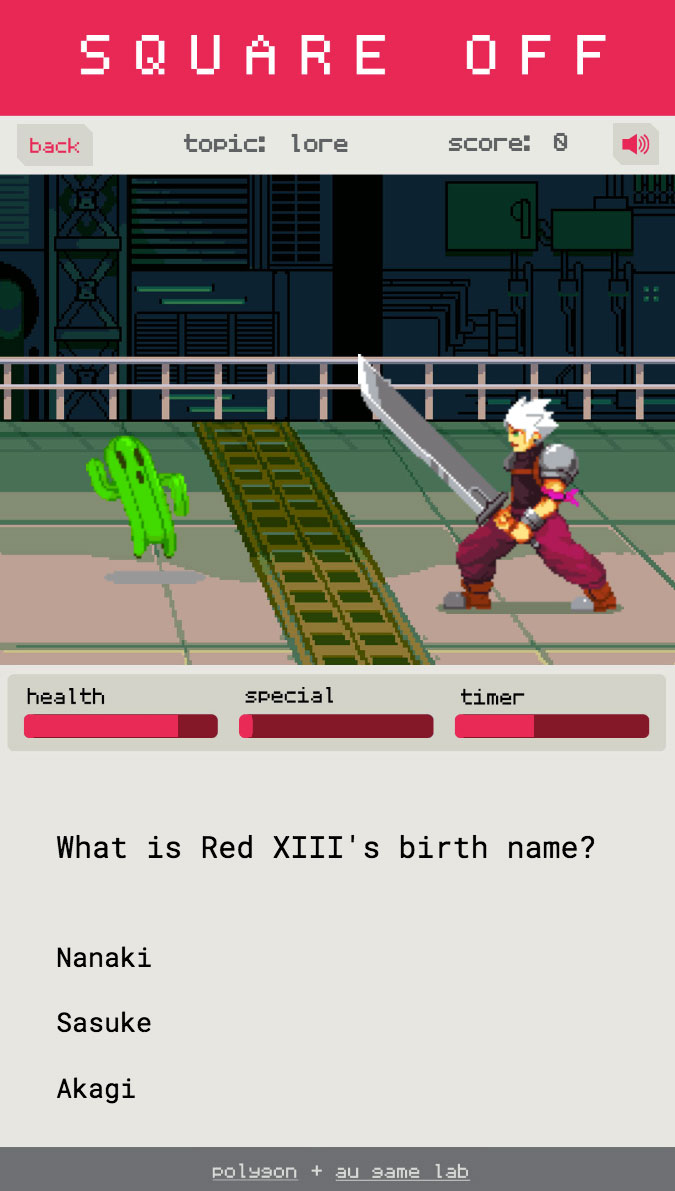 SQUARE OFF
back topic: lore score: 0
health special timer
What is Red XIII's birth name?
Nanaki
Sasuke
Akagi
polygon + au game lab